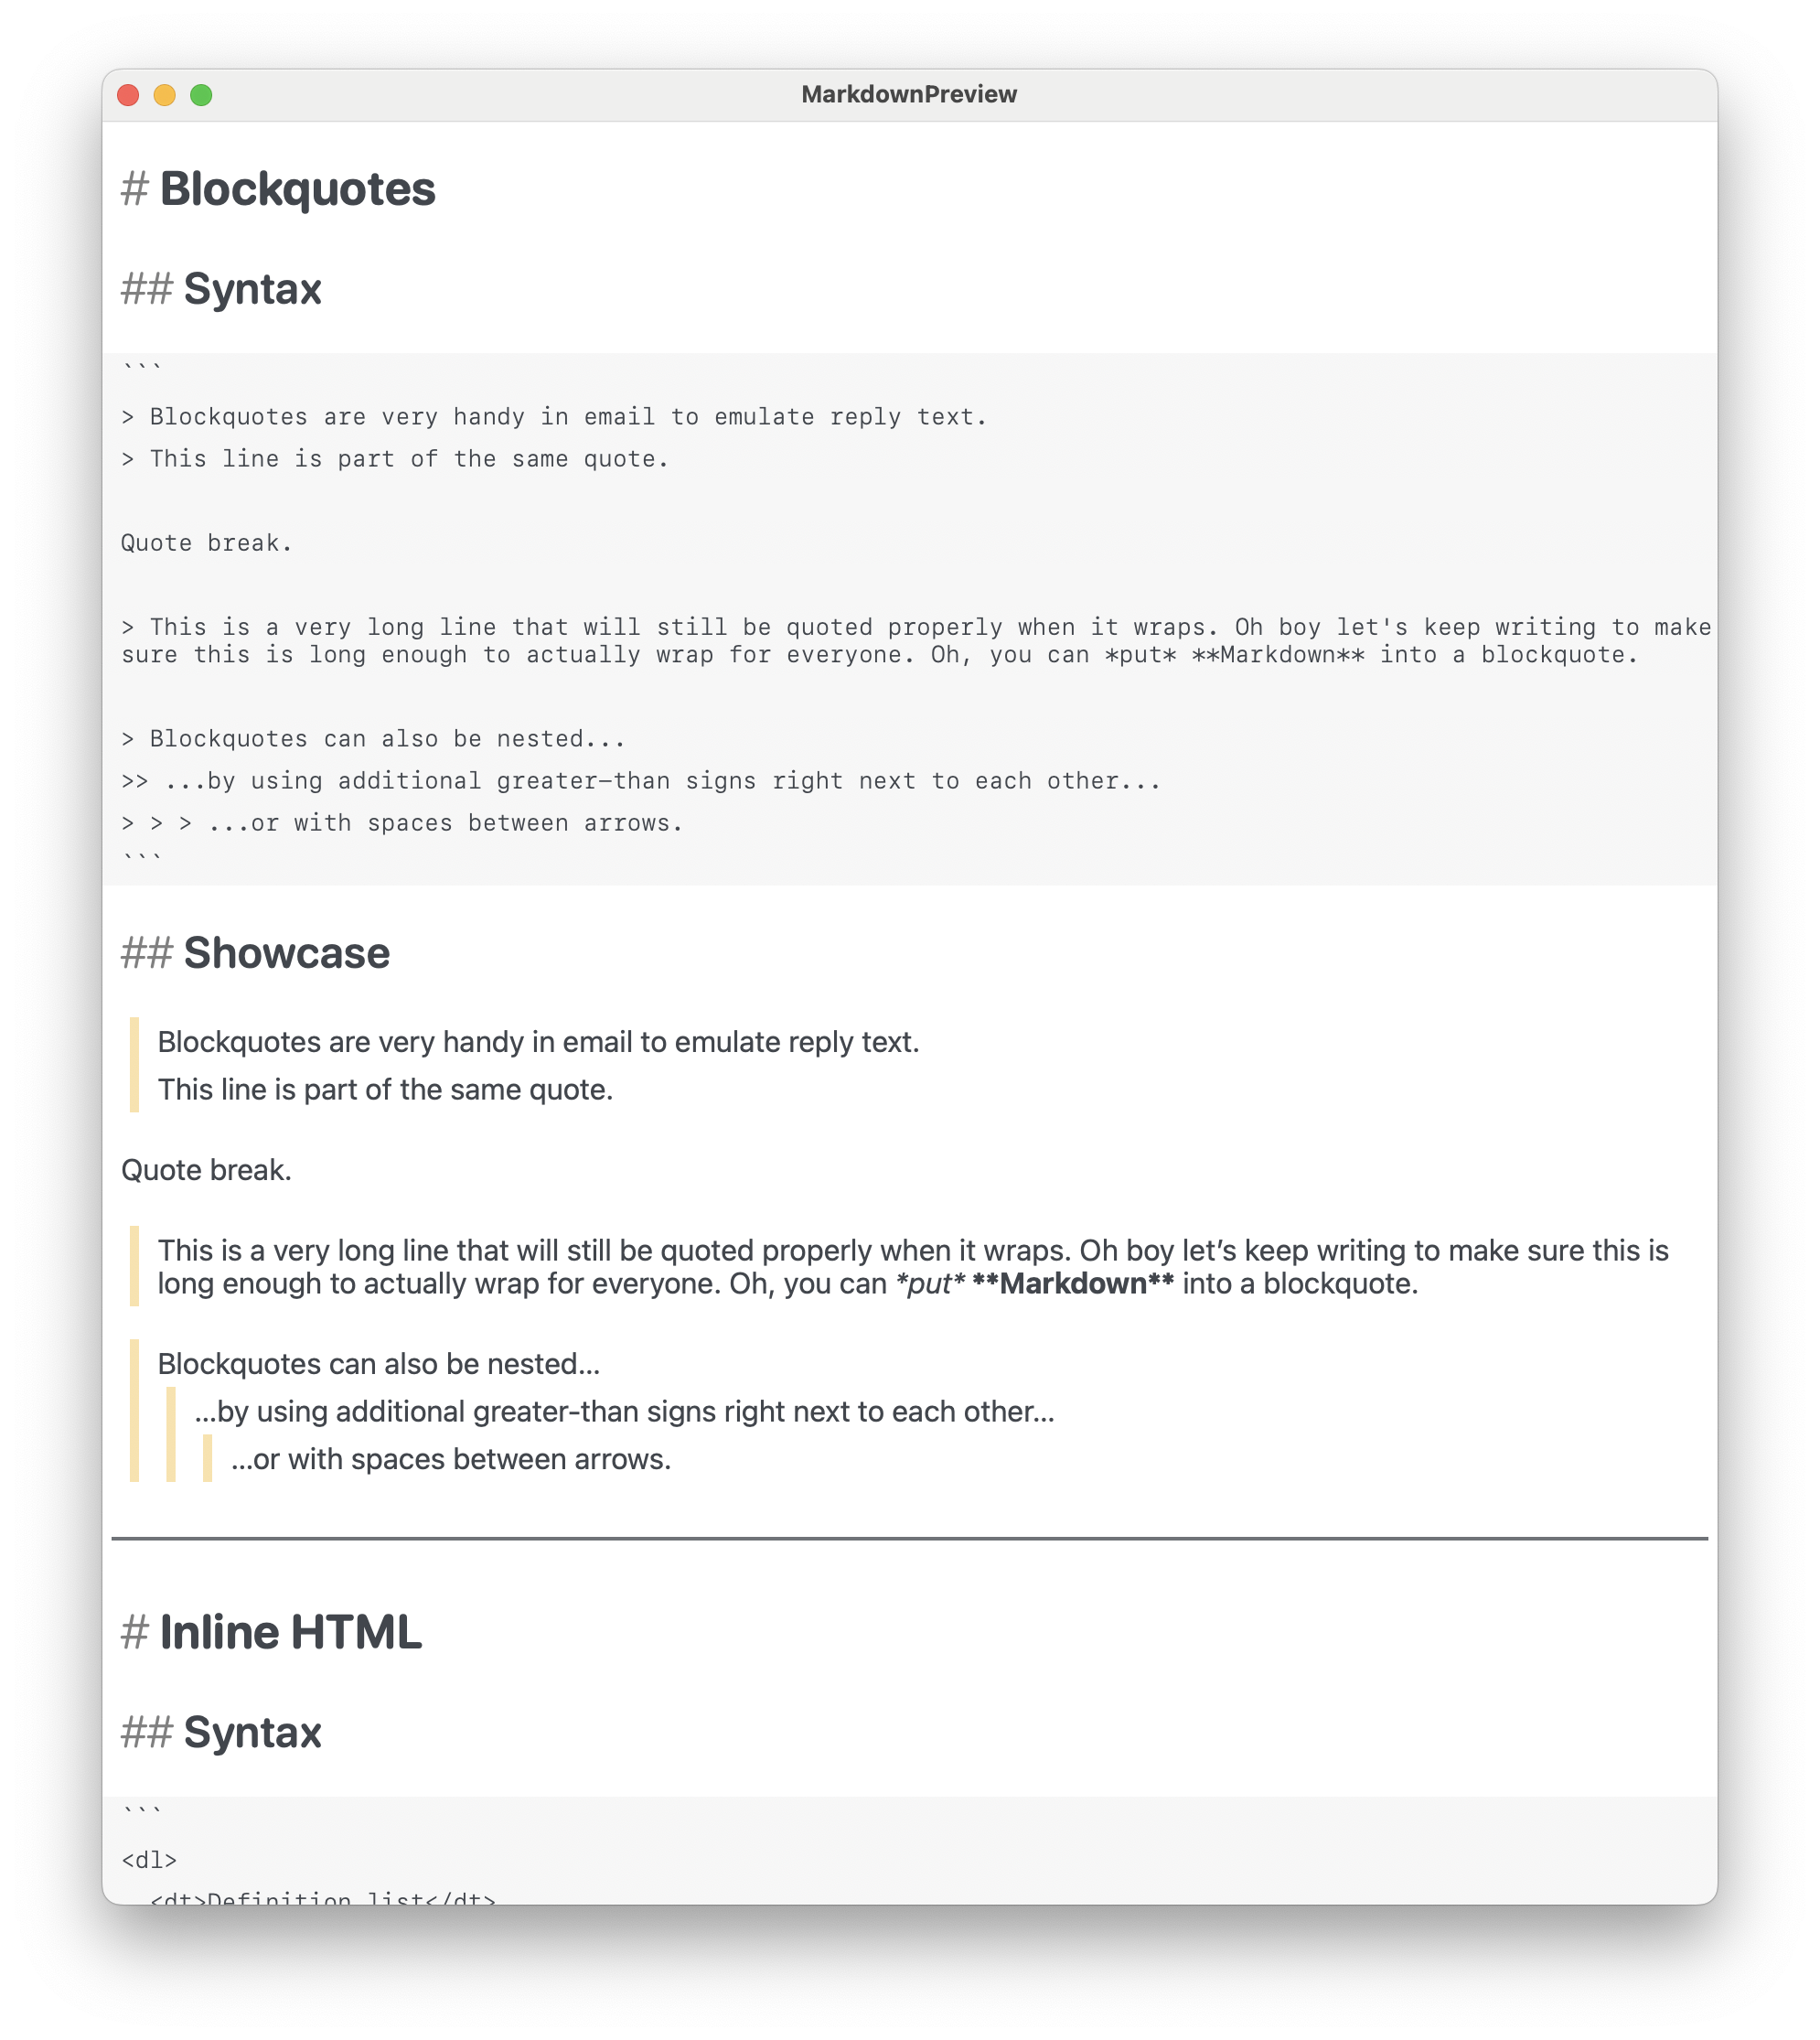 MarkdownPreview
# Blockquotes
## Syntax
```
> Blockquotes are very handy in email to emulate reply text.
> This line is part of the same quote.
Quote break.
> This is a very long line that will still be quoted properly when it wraps. Oh boy let's keep writing to make
sure this is long enough to actually wrap for everyone. Oh, you can *put* **Markdown** into a blockquote.
> Blockquotes can also be nested...
>> ...by using additional greater-than signs right next to each other...
> > > ...or with spaces between arrows.
```
## Showcase
Blockquotes are very handy in email to emulate reply text.
This line is part of the same quote.
Quote break.
This is a very long line that will still be quoted properly when it wraps. Oh boy let’s keep writing to make sure this is
long enough to actually wrap for everyone. Oh, you can *put* **Markdown** into a blockquote.
Blockquotes can also be nested...
...by using additional greater-than signs right next to each other...
...or with spaces between arrows.
# Inline HTML
## Syntax
```
<dl>
<dt>Definition list</dt>